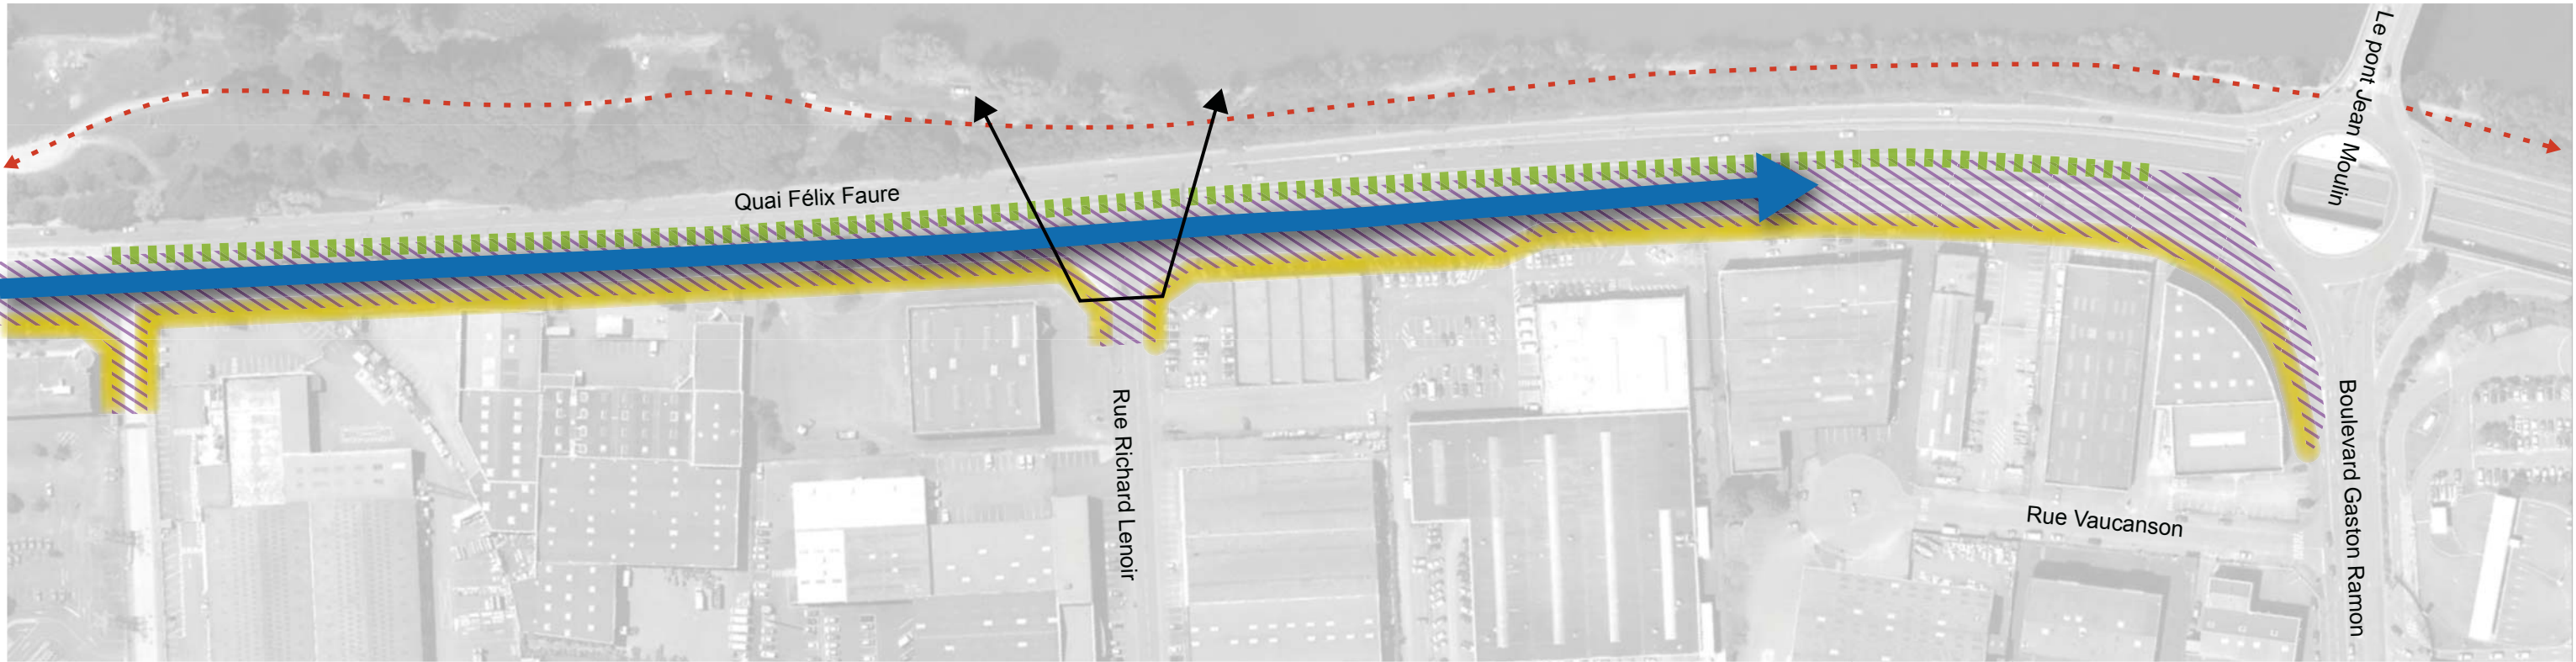 Le pont Jean Moulin
Quai Félix Faure
Rue Richard Lenoir
Rue Vaucanson
Boulevard Gaston Ramon